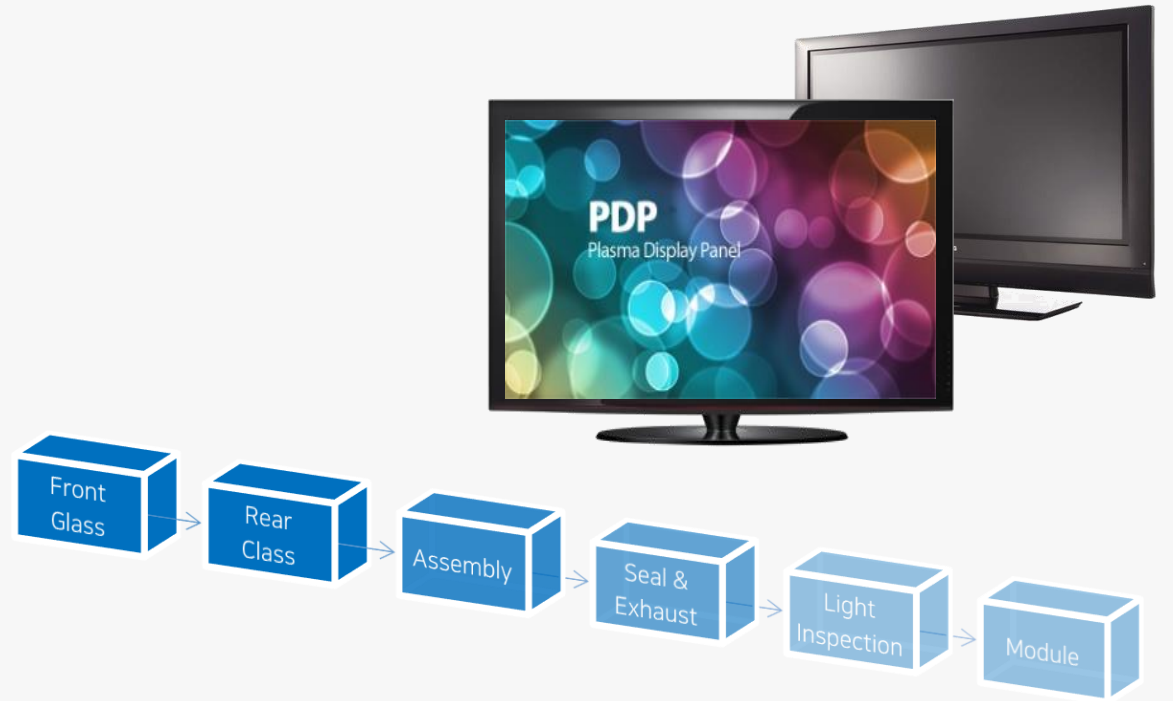 PDP
Plasma Display Panel
Front
Glass
Rear
Class
Assembly
Seal &
Exhaust
Light
Inspection
Module